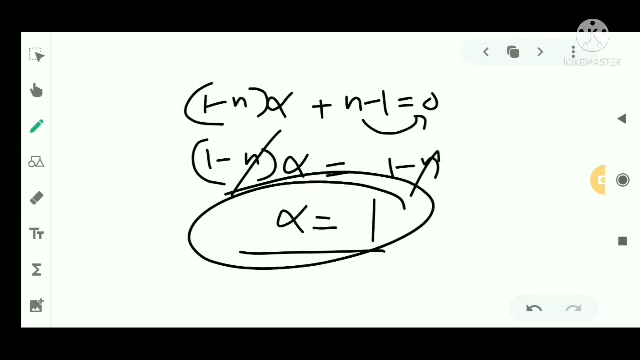 (1-n)α + n-1=0
(1-n)α = 1-n
α = 1
KINEMASTER